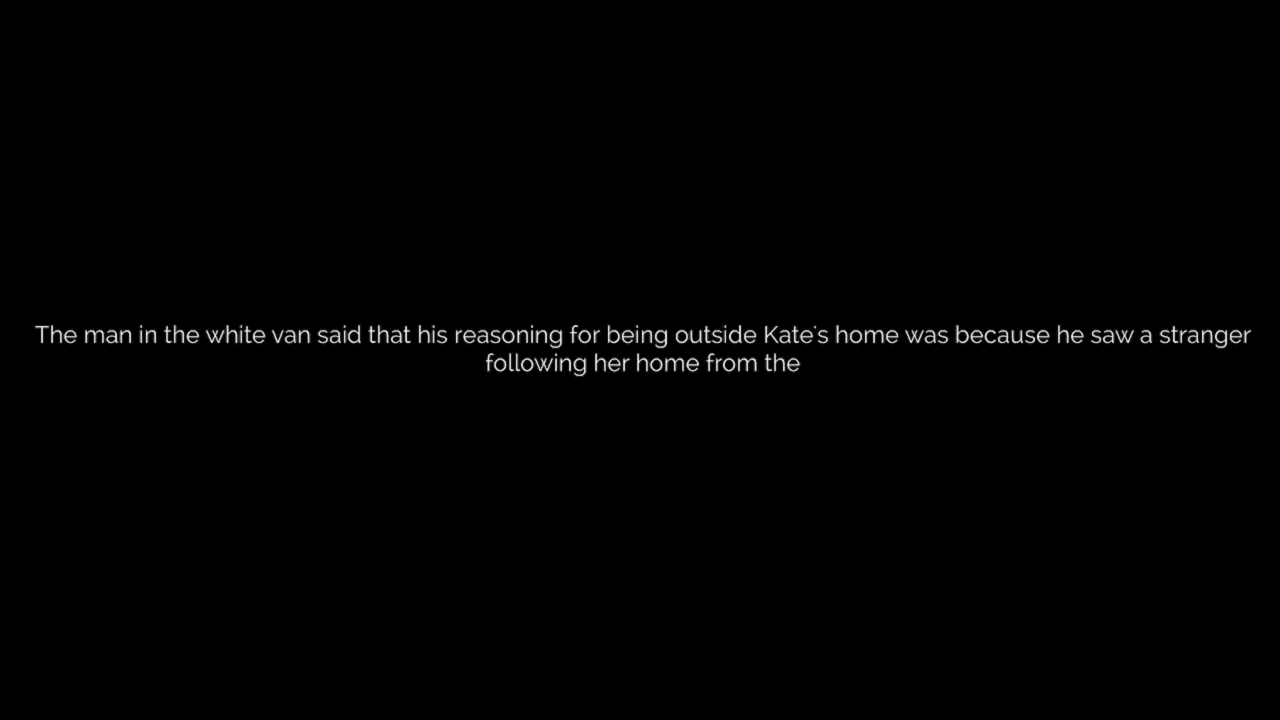 The man in the white van said that his reasoning for being outside Kate's home was because he saw a stranger
following her home from the